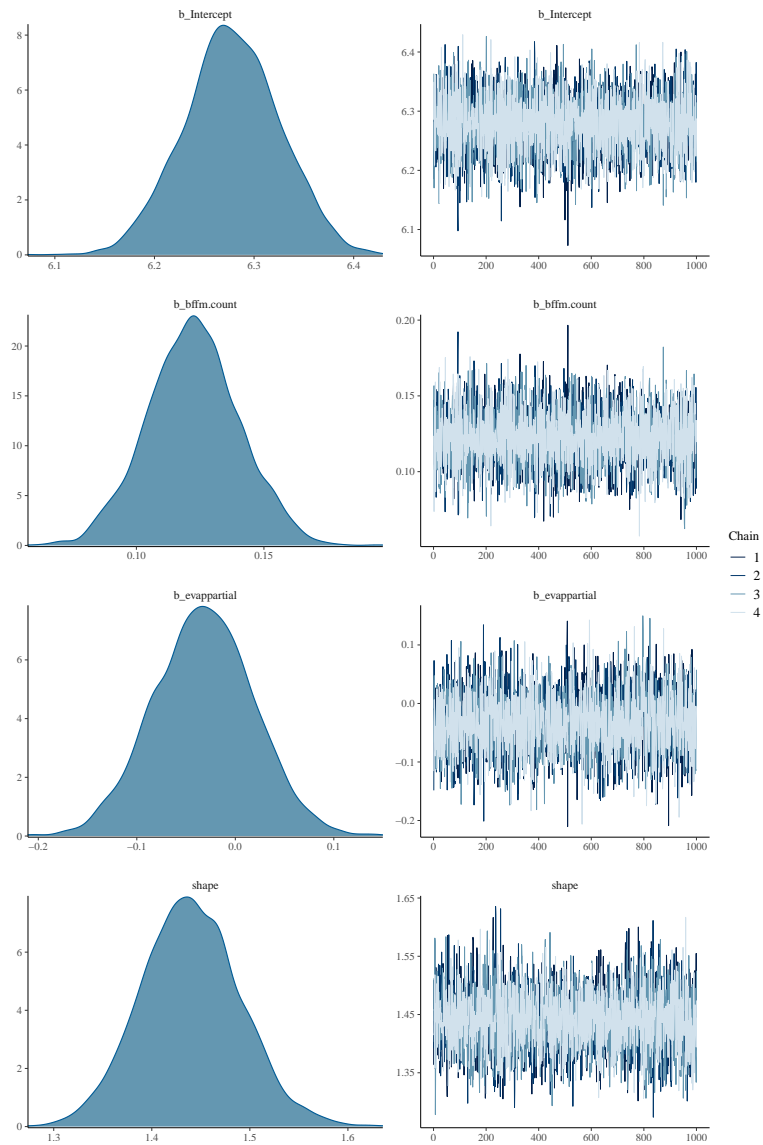 b_Intercept
8
6
4
2
0
6.1 6.2 6.3 6.4
b_Intercept
6.4
6.3
6.2
6.1
0 200 400 600 800 1000
b_bffm.count
20
15
10
5
0
0.10 0.15
b_bffm.count
0.20
0.15
0.10
0 200 400 600 800 1000
Chain
1
2
3
4
b_evappartial
6
4
2
0
−0.2 −0.1 0.0 0.1
b_evappartial
0.1
0.0
−0.1
−0.2
0 200 400 600 800 1000
shape
6
4
2
0
1.3 1.4 1.5 1.6
shape
1.65
1.55
1.45
1.35
0 200 400 600 800 1000